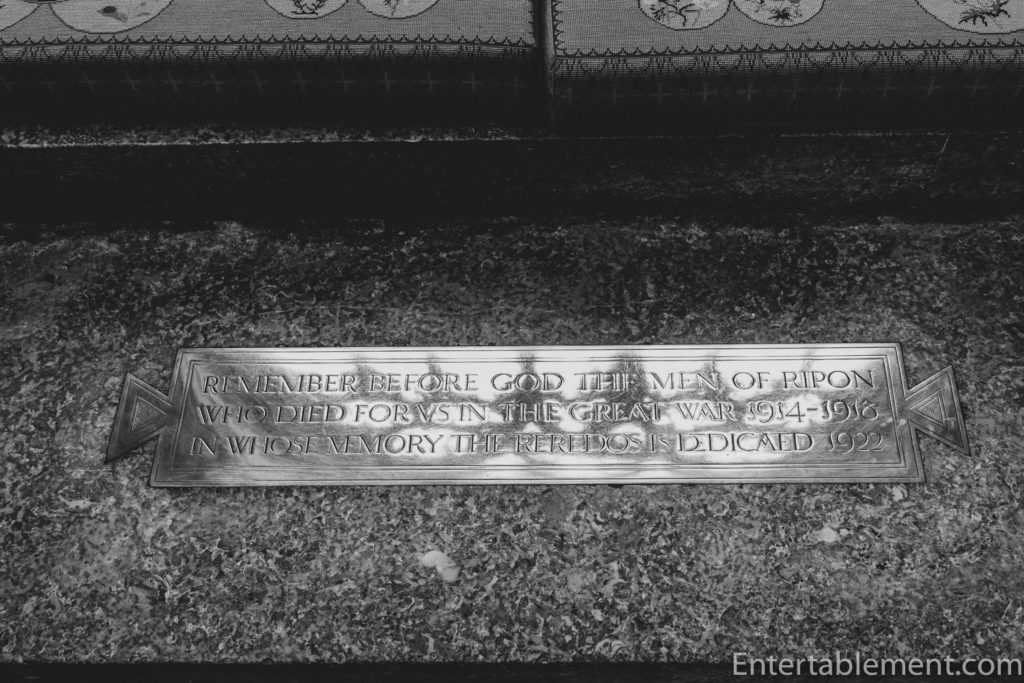 REMEMBER BEFORE GOD THE MEN OF RIPON
WHO DIED FOR VS IN THE GREAT WAR 1914-1918
IN WHOSE MEMORY THE REREDOS IS DEDICATED 1922
Entertablement.com